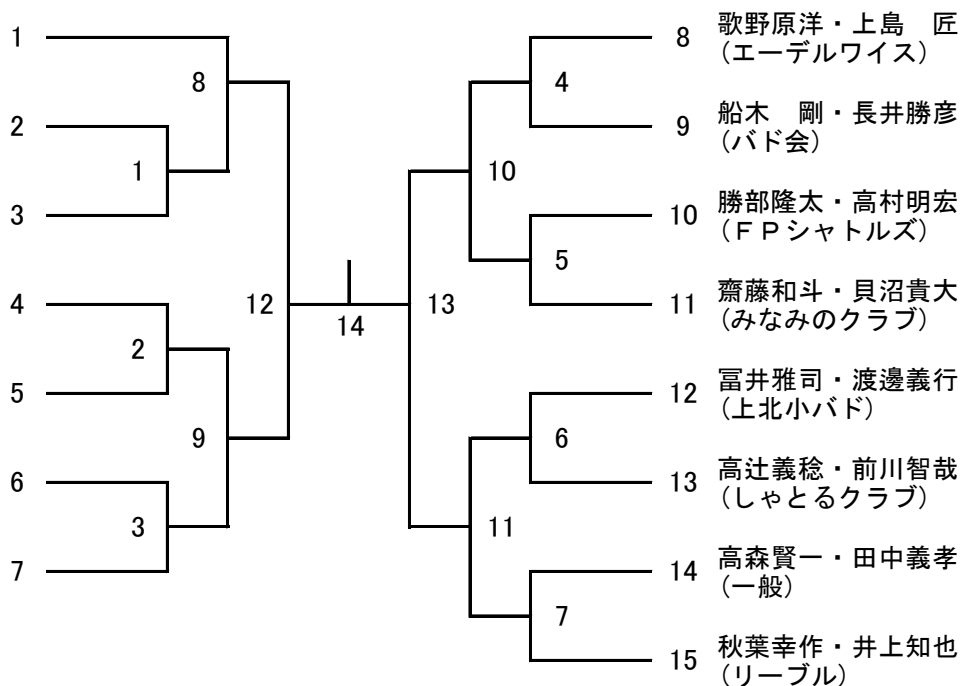 1
2
3
4
5
6
7
1
2
3
8
9
12
14
13
10
11
4
5
6
7
8 歌野原洋・上島　匠
(エーデルワイス)
9 船木　剛・長井勝彦
(バド会)
10 勝部隆太・高村明宏
(ＦＰシャトルズ)
11 齋藤和斗・貝沼貴大
(みなみのクラブ)
12 冨井雅司・渡邊義行
(上北小バド)
13 高辻義稔・前川智哉
(しゃとるクラブ)
14 高森賢一・田中義孝
(一般)
15 秋葉幸作・井上知也
(リーブル)